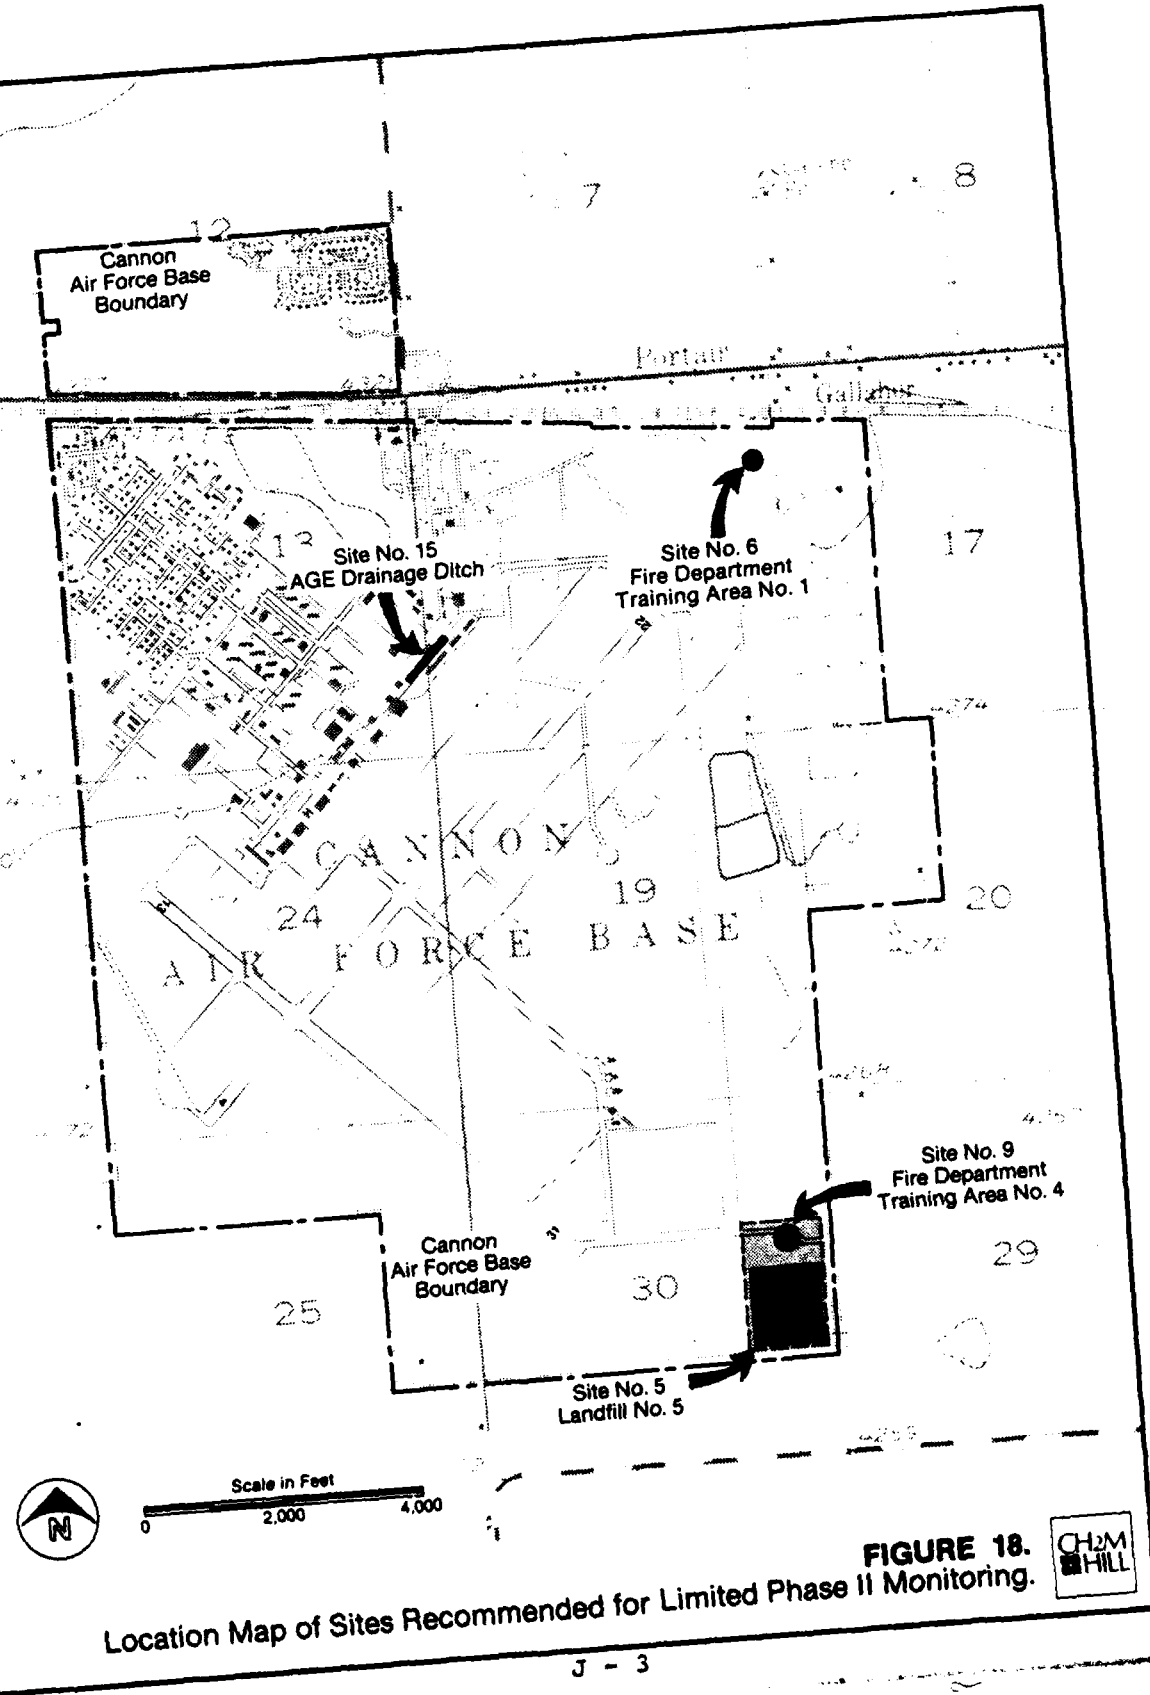 7
8
12
Cannon
Air Force Base
Boundary
Portair
Gallaher
13
Site No. 15
AGE Drainage Ditch
Site No. 6
Fire Department
Training Area No. 1
17
22
4274
CANNON
19
24
20
AIR FORCE BASE
Site No. 9
Fire Department
Training Area No. 4
31
Cannon
Air Force Base
Boundary
25
30
29
Site No. 5
Landfill No. 5
N
Scale in Feet
0 2,000 4,000
FIGURE 18.
Location Map of Sites Recommended for Limited Phase II Monitoring.
CH2M
HILL
J - 3